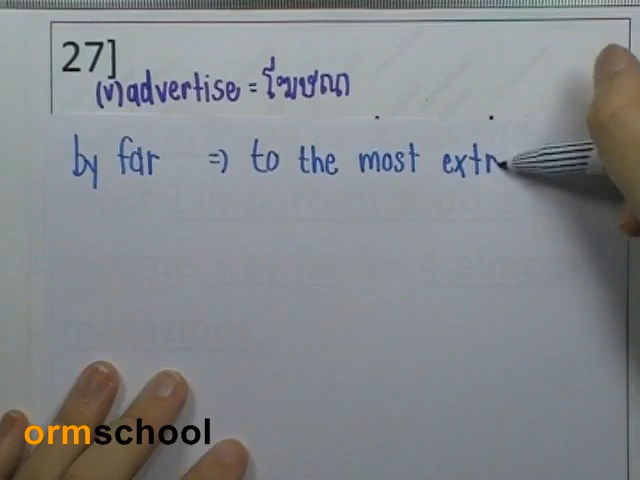 27]
(v) advertise = โฆษณา
by far => to the most extr
ormschool